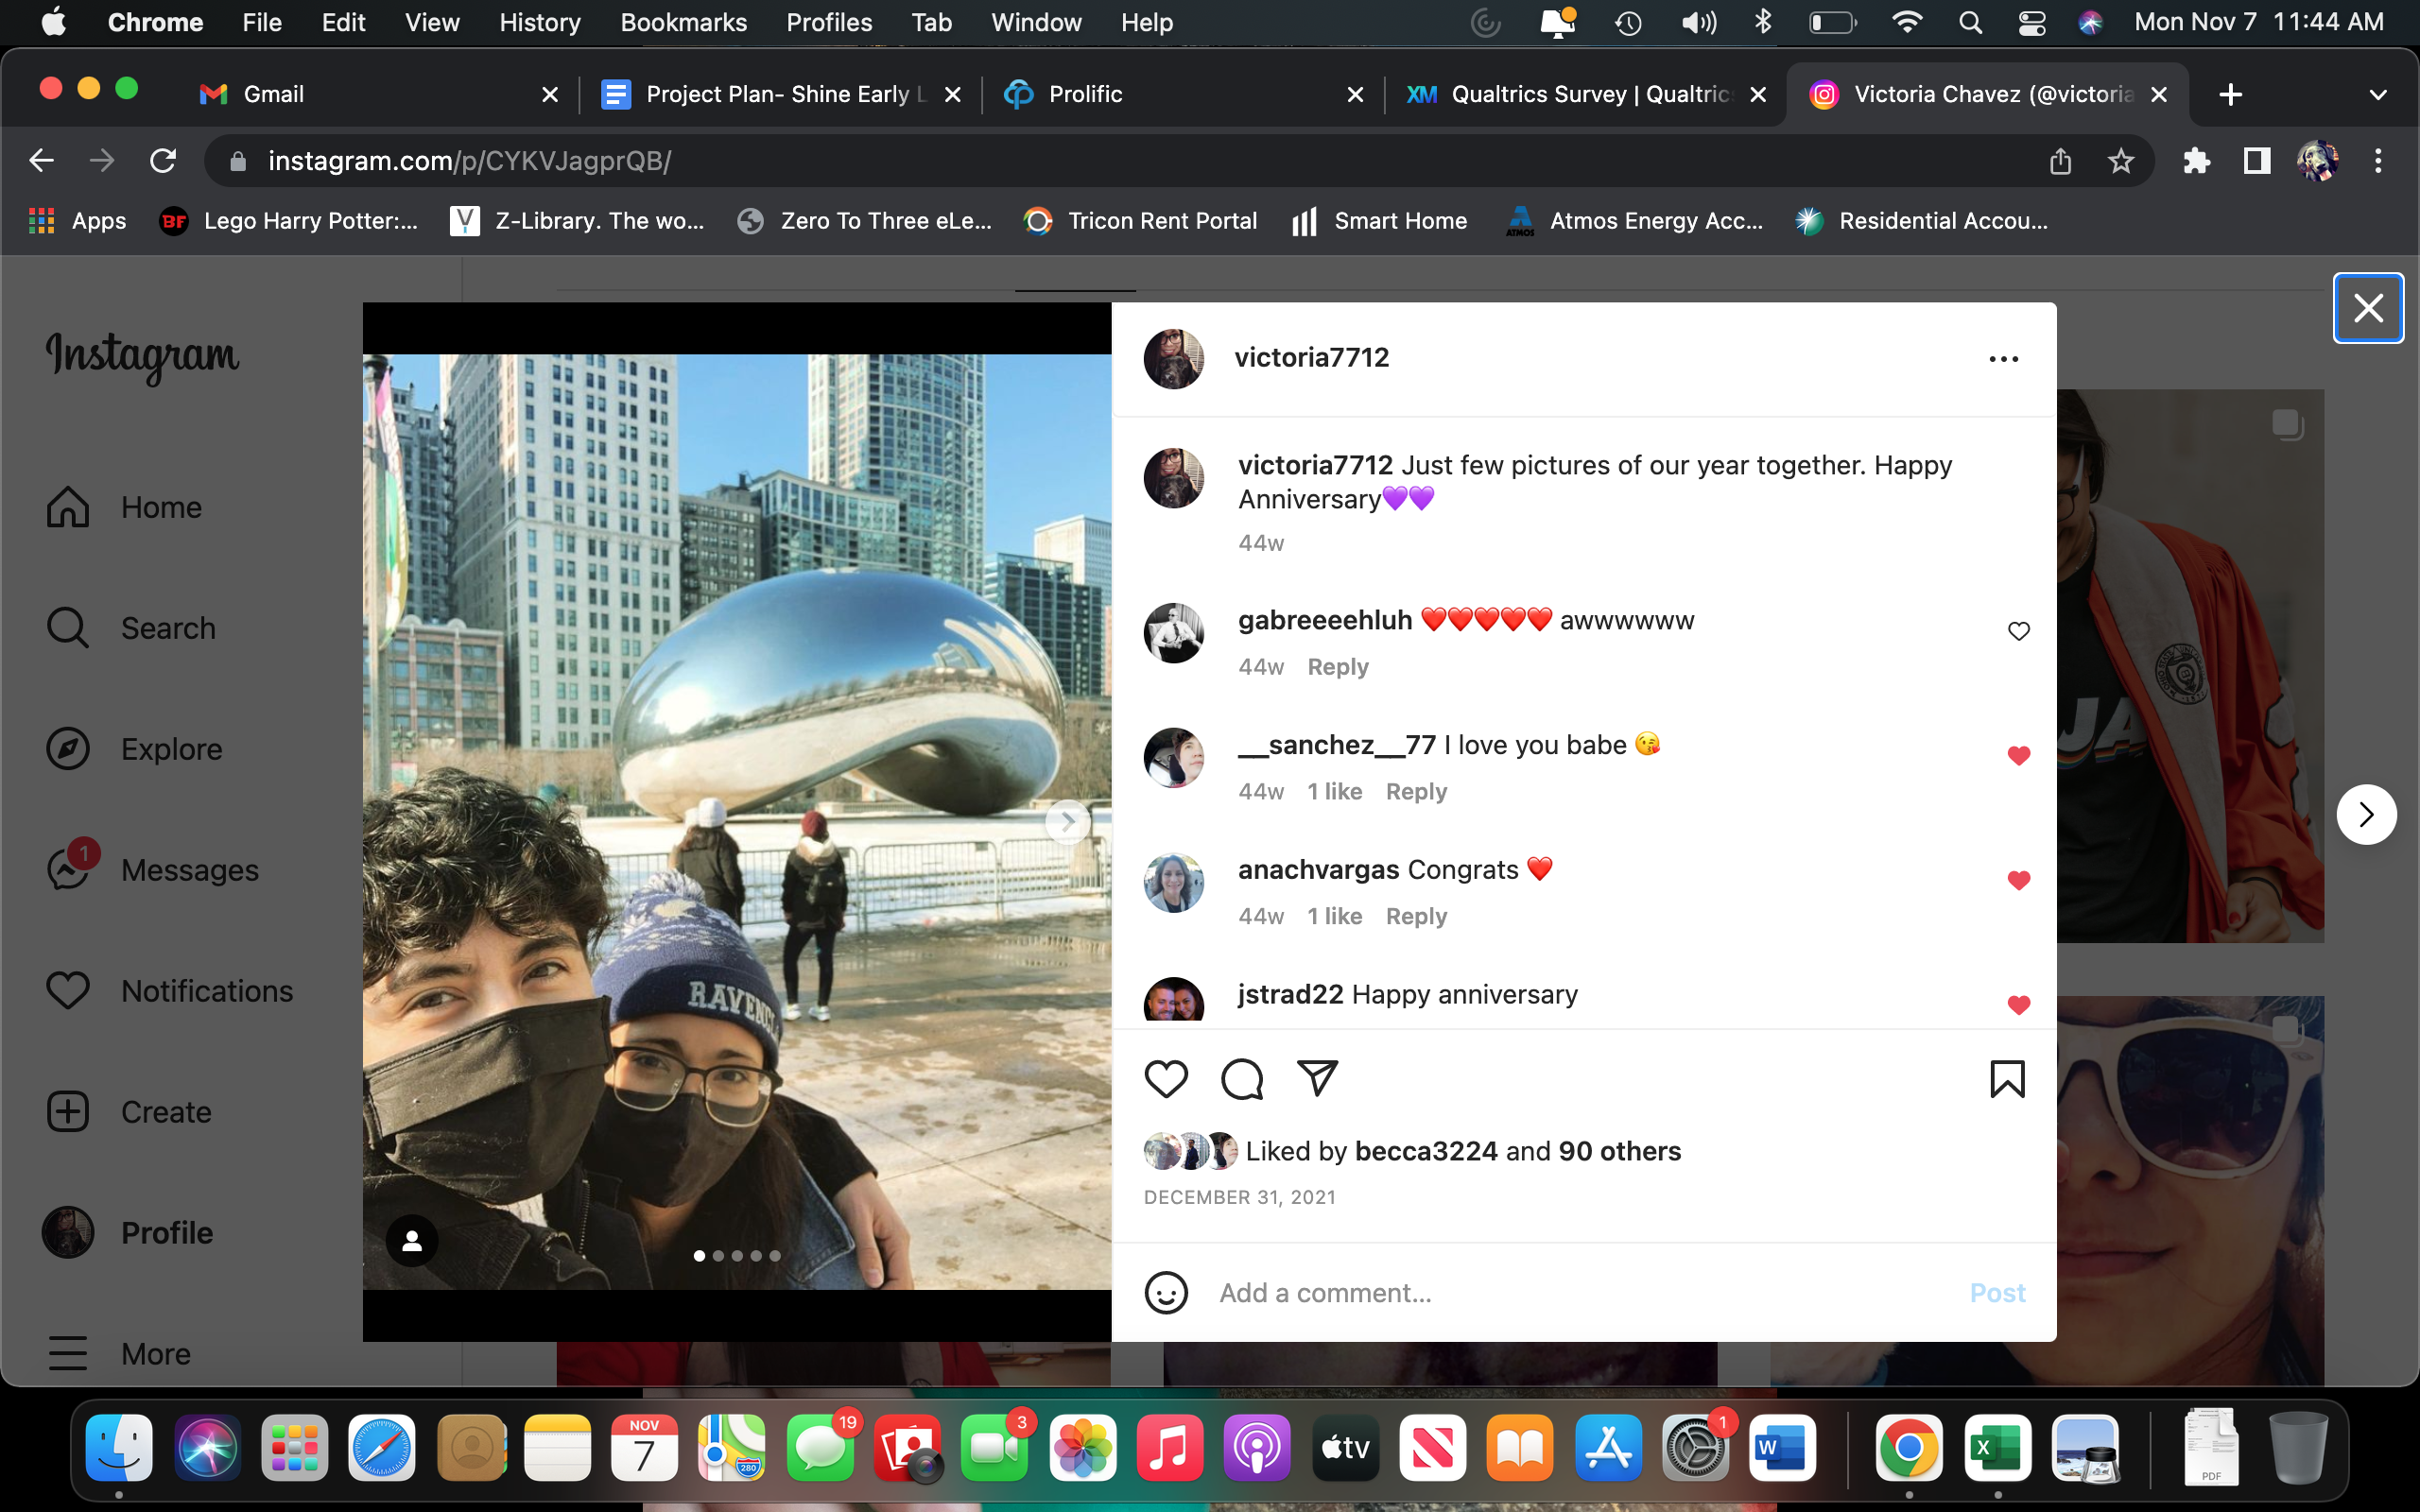 Chrome File Edit View History Bookmarks Profiles Tab Window Help Mon Nov 7 11:44 AM
Gmail Project Plan- Shine Early L Prolific XM Qualtrics Survey | Qualtric Victoria Chavez (@victoria
instagram.com/p/CYKVJagprQB/
Apps BF Lego Harry Potter:... Z-Library. The wo... Zero To Three eLe... Tricon Rent Portal Smart Home ATMOS Atmos Energy Acc... Residential Accou...
Instagram
Home
Search
Explore
1
Messages
Notifications
Create
Profile
More
RAVENCL
victoria7712
victoria7712 Just few pictures of our year together. Happy
Anniversary💜💜
44w
gabreeeehluh ❤️❤️❤️❤️❤️ awwwwww
44w Reply
__sanchez__77 I love you babe 😘
44w 1 like Reply
anachvargas Congrats ❤️
44w 1 like Reply
jstrad22 Happy anniversary
Liked by becca3224 and 90 others
DECEMBER 31, 2021
Add a comment... Post
JA
NOV
7
280
19
3
tv
1
W
X
PDF